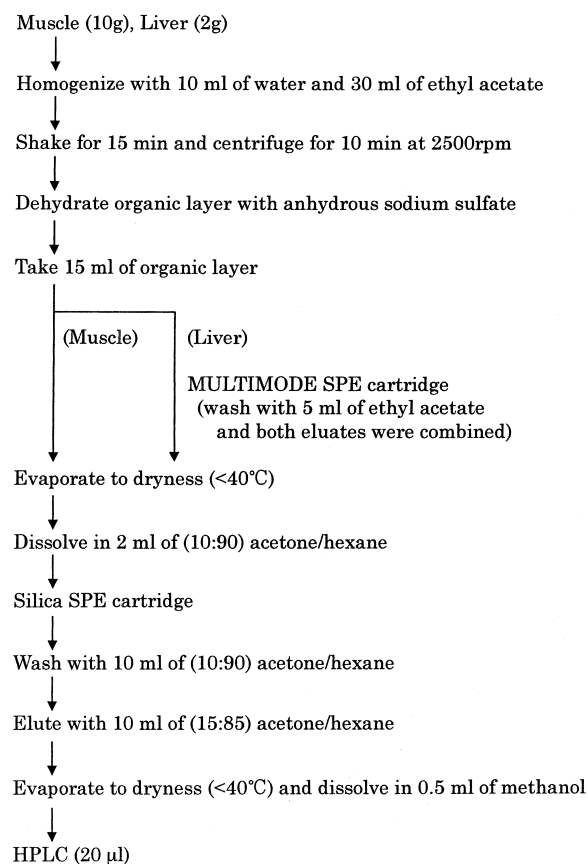 Muscle (10g), Liver (2g)
Homogenize with 10 ml of water and 30 ml of ethyl acetate
Shake for 15 min and centrifuge for 10 min at 2500rpm
Dehydrate organic layer with anhydrous sodium sulfate
Take 15 ml of organic layer
(Muscle)
(Liver)
MULTIMODE SPE cartridge
(wash with 5 ml of ethyl acetate
and both eluates were combined)
Evaporate to dryness (<40℃)
Dissolve in 2 ml of (10:90) acetone/hexane
Silica SPE cartridge
Wash with 10 ml of (10:90) acetone/hexane
Elute with 10 ml of (15:85) acetone/hexane
Evaporate to dryness (<40℃) and dissolve in 0.5 ml of methanol
HPLC (20 μl)